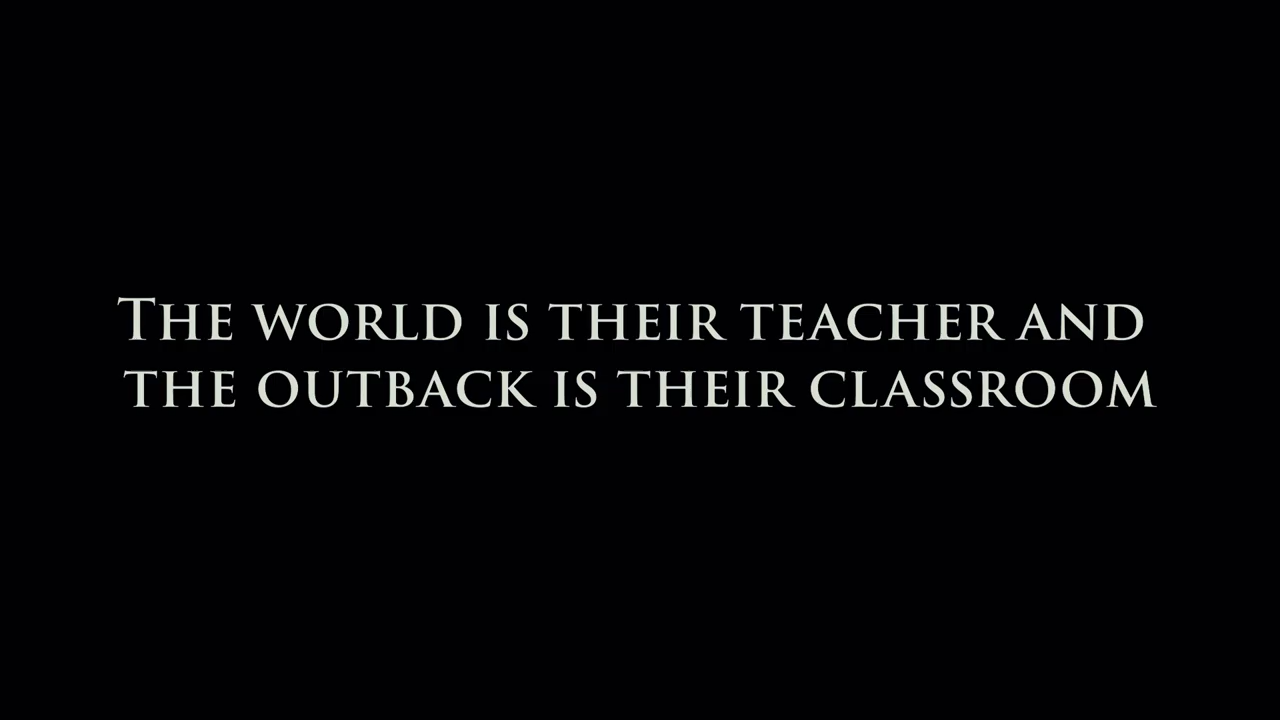 The world is their teacher and
the outback is their classroom